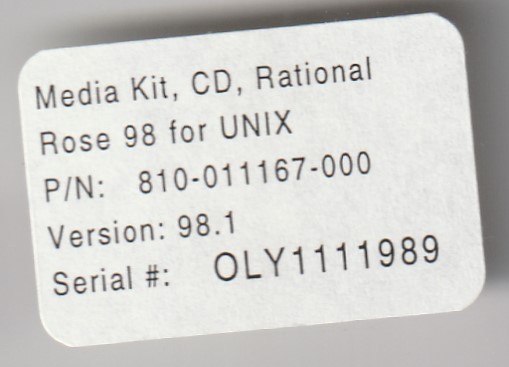 Media Kit, CD, Rational
Rose 98 for UNIX
P/N: 810-011167-000
Version: 98.1
Serial #: OLY1111989